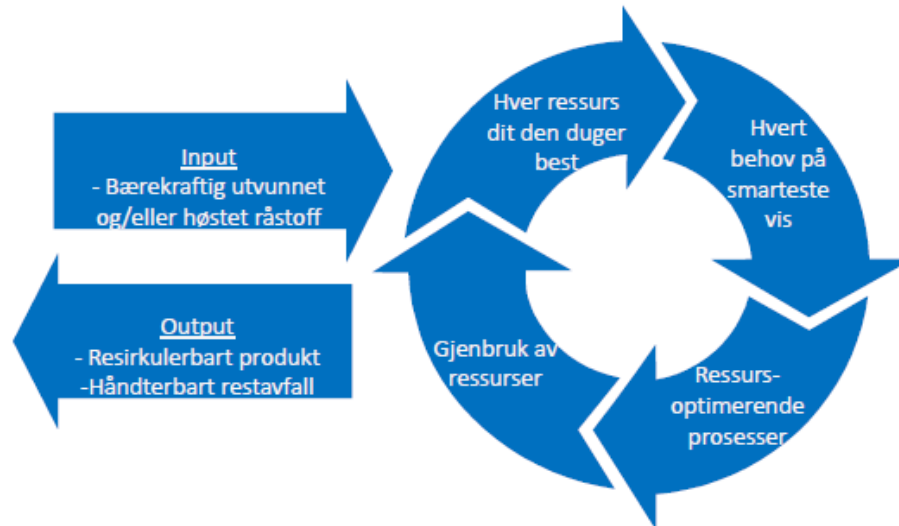 Input
- Bærekraftig utvunnet
og/eller høstet råstoff
Output
- Resirkulerbart produkt
-Håndterbart restavfall
Hver ressurs
dit den duger
best
Hvert
behov på
smarteste
vis
Ressurs-
optimerende
prosesser
Gjenbruk av
ressurser